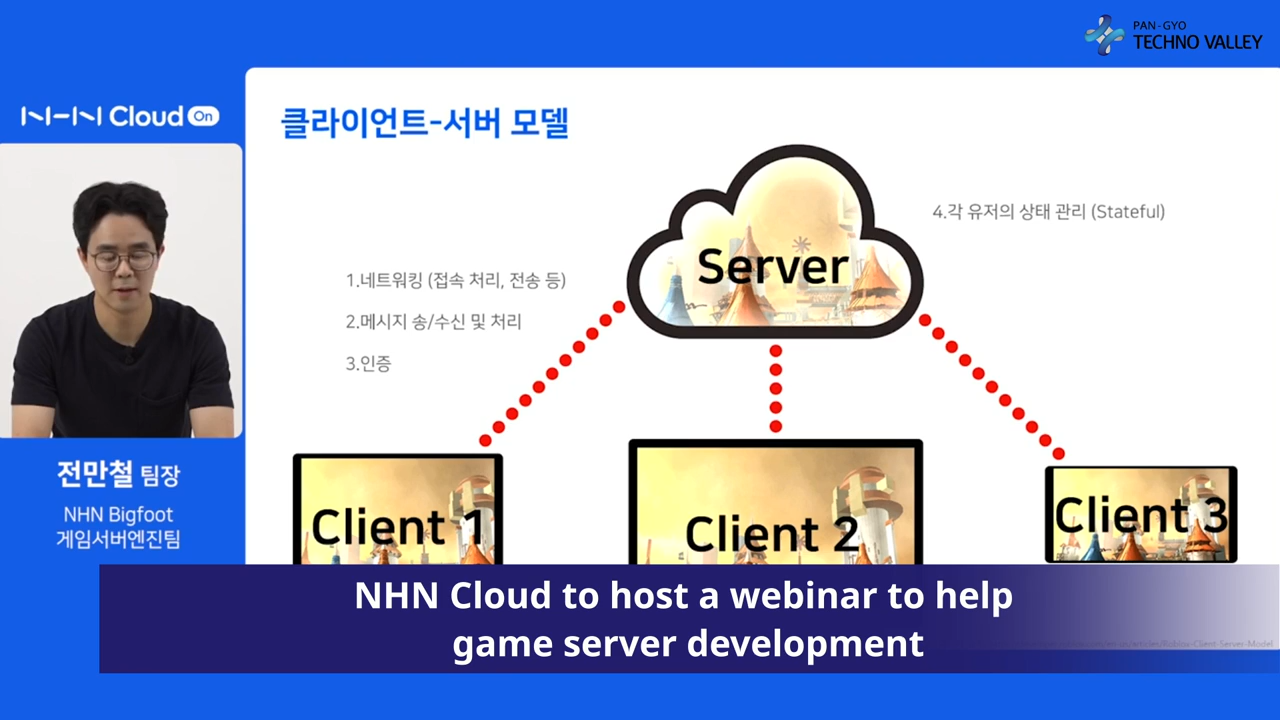 PAN-GYO
TECHNO VALLEY
NHN Cloud On
클라이언트-서버 모델
Server
4.각 유저의 상태 관리 (Stateful)
1.네트워킹 (접속 처리, 전송 등)
2.메시지 송/수신 및 처리
3.인증
전만철 팀장
NHN Bigfoot
게임서버엔진팀
Client 1
Client 2
Client 3
NHN Cloud to host a webinar to help
game server development